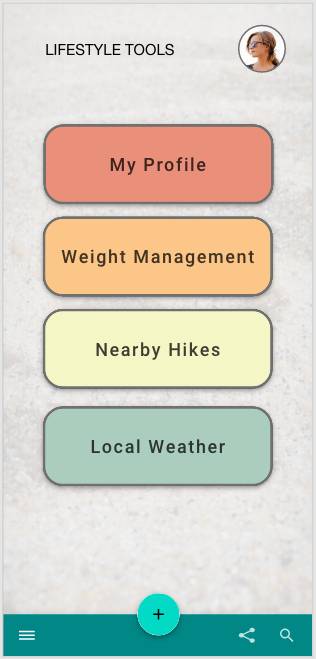 LIFESTYLE TOOLS
My Profile
Weight Management
Nearby Hikes
Local Weather
+